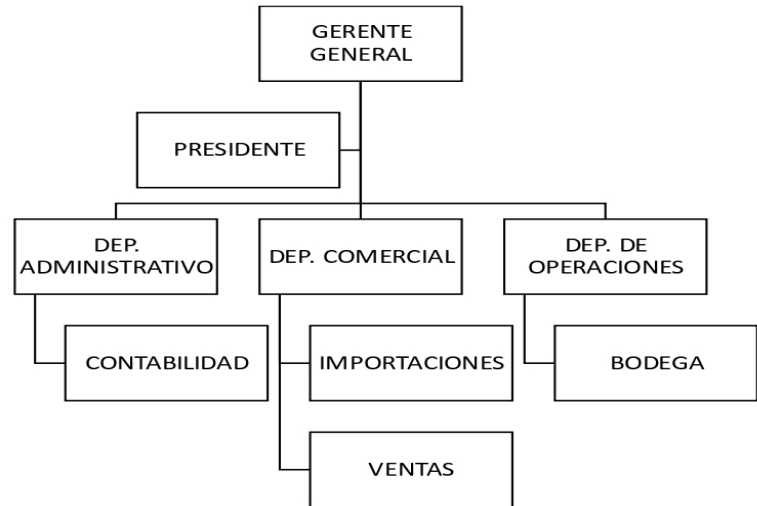 GERENTE
GENERAL
PRESIDENTE
DEP.
ADMINISTRATIVO
DEP. COMERCIAL
DEP. DE
OPERACIONES
CONTABILIDAD
IMPORTACIONES
BODEGA
VENTAS